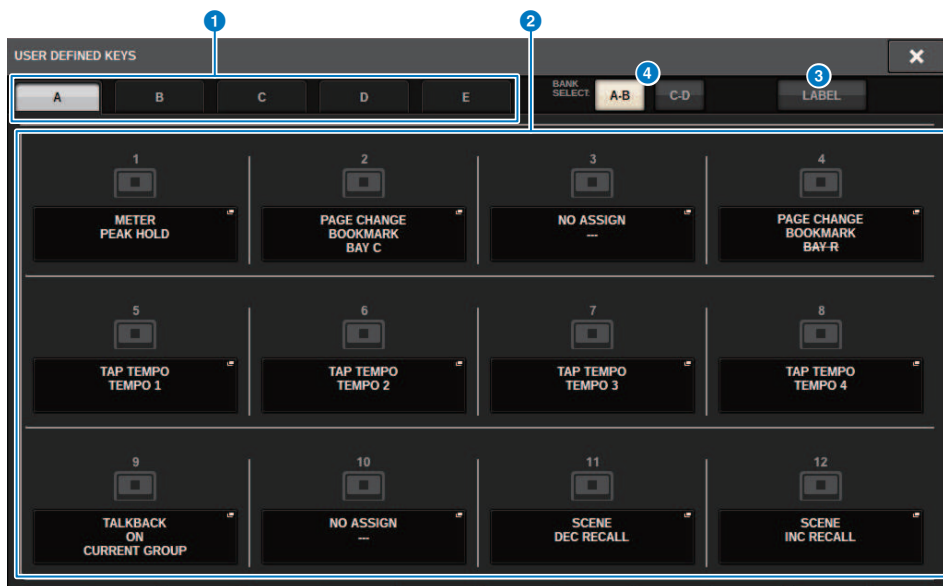 1
2
USER DEFINED KEYS
×
A
B
C
D
E
BANK
SELECT:
A-B
4
C-D
3
LABEL
1
2
3
4
METER
PEAK HOLD
PAGE CHANGE
BOOKMARK
BAY C
NO ASSIGN
---
PAGE CHANGE
BOOKMARK
BAY R
5
6
7
8
TAP TEMPO
TEMPO 1
TAP TEMPO
TEMPO 2
TAP TEMPO
TEMPO 3
TAP TEMPO
TEMPO 4
9
10
11
12
TALKBACK
ON
CURRENT GROUP
NO ASSIGN
---
SCENE
DEC RECALL
SCENE
INC RECALL